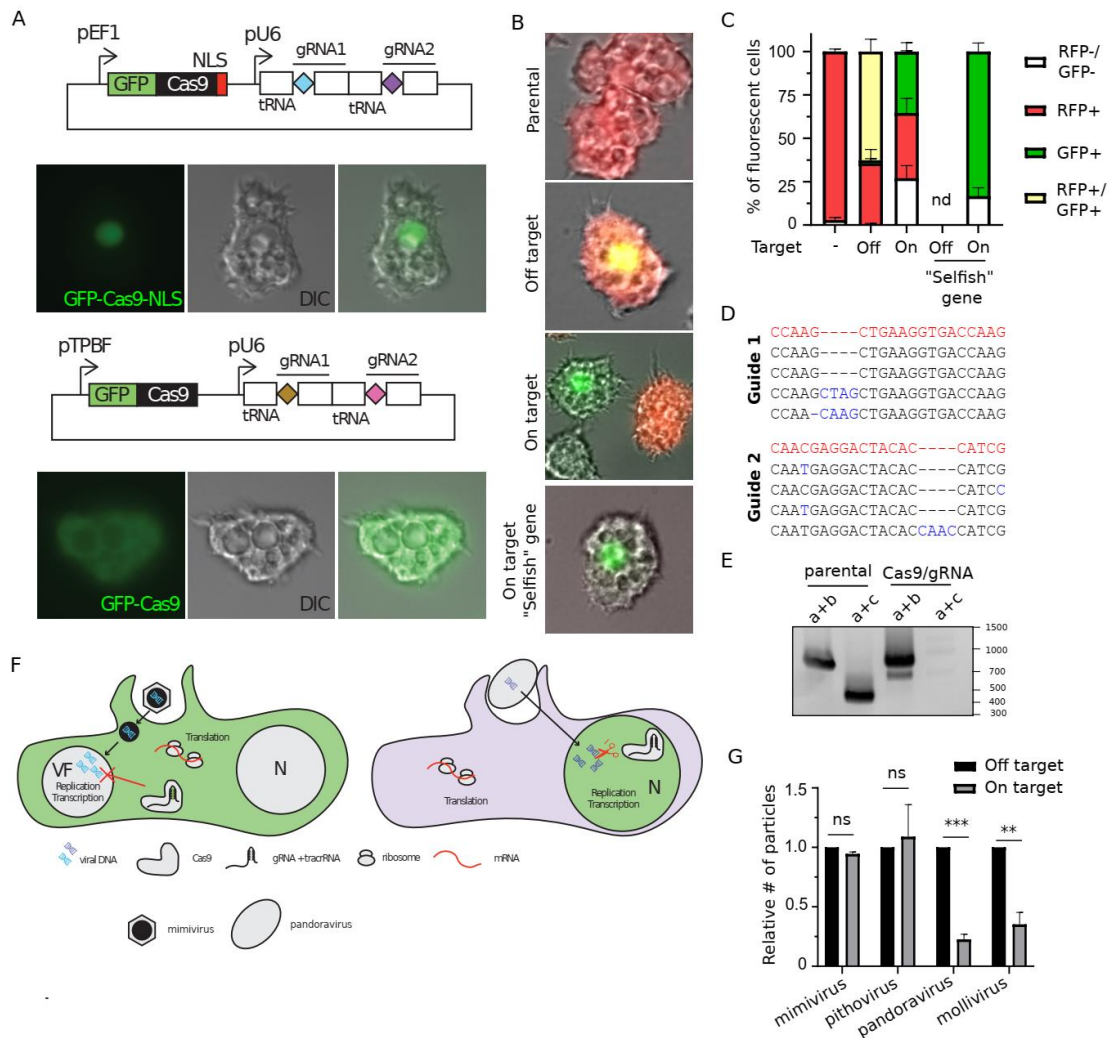 A
pEF1
pU6
NLS
gRNA1
gRNA2
GFP
Cas9
tRNA
tRNA
GFP-Cas9-NLS
DIC
pTPBF
pU6
gRNA1
gRNA2
GFP
Cas9
tRNA
tRNA
GFP-Cas9
DIC
B
Parental
Off target
On target
On target
"Selfish" gene
C
% of fluorescent cells
100
75
50
25
0
nd
Target
-
Off
On
Off
On
"Selfish"
gene
RFP-/
GFP-
RFP+
GFP+
RFP+/
GFP+
D
Guide 1
CCAAG----CTGAAGGTGACCAAG
CCAAG----CTGAAGGTGACCAAG
CCAAG----CTGAAGGTGACCAAG
CCAAGCTAGCTGAAGGTGACCAAG
CCAA-CAAGCTGAAGGTGACCAAG
Guide 2
CAACGAGGACTACAC----CATCG
CAATGAGGACTACAC----CATCG
CAACGAGGACTACAC----CATCC
CAATGAGGACTACAC----CATCG
CAATGAGGACTACACCAACCATCG
E
parental
Cas9/gRNA
a+b
a+c
a+b
a+c
1500
1000
700
500
400
300
F
VF
Replication
Transcription
Translation
N
Translation
Replication
Transcription
N
viral DNA
Cas9
gRNA +tracrRNA
ribosome
mRNA
mimivirus
pandoravirus
G
Off target
On target
Relative # of particles
1.5
1.0
0.5
0
ns
ns
***
**
mimivirus
pithovirus
pandoravirus
mollivirus